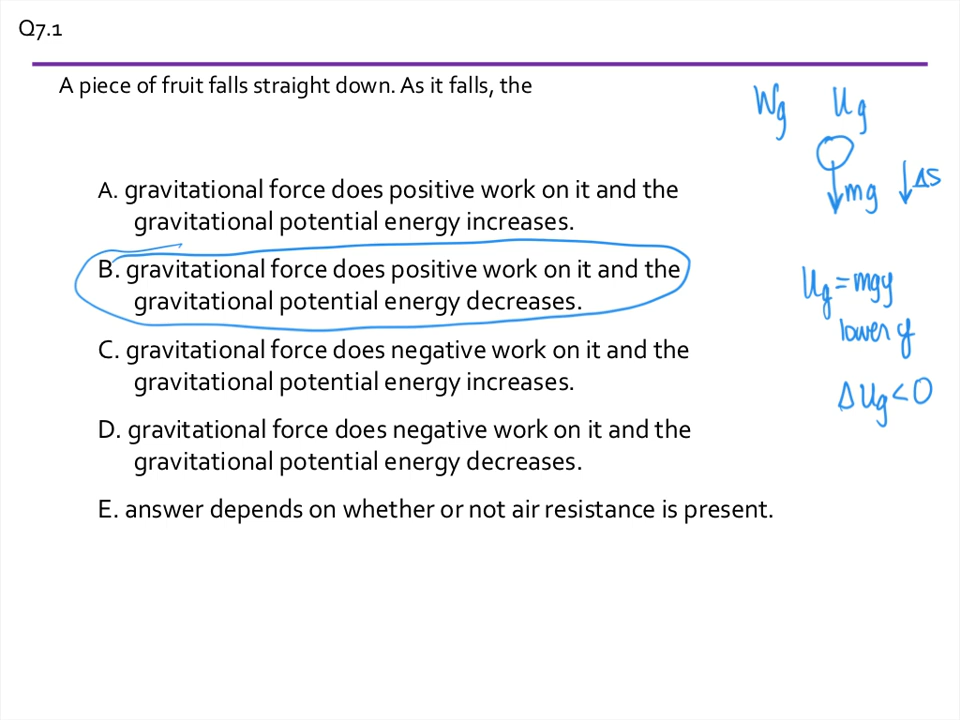 Q7.1
A piece of fruit falls straight down. As it falls, the
A. gravitational force does positive work on it and the
gravitational potential energy increases.
B. gravitational force does positive work on it and the
gravitational potential energy decreases.
C. gravitational force does negative work on it and the
gravitational potential energy increases.
D. gravitational force does negative work on it and the
gravitational potential energy decreases.
E. answer depends on whether or not air resistance is present.
Wg Ug
mg ΔS
Ug = mgy
lower y
ΔUg < 0